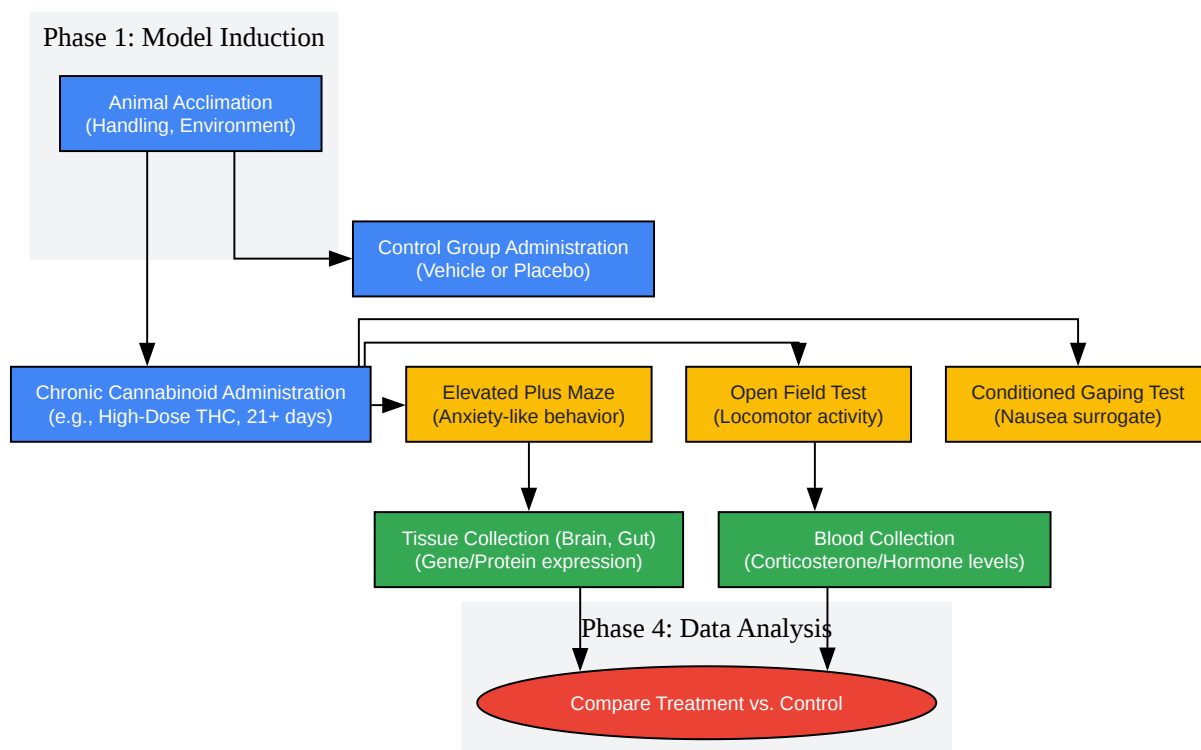 Phase 1: Model Induction
Animal Acclimation
(Handling, Environment)
Control Group Administration
(Vehicle or Placebo)
Chronic Cannabinoid Administration
(e.g., High-Dose THC, 21+ days)
Elevated Plus Maze
(Anxiety-like behavior)
Open Field Test
(Locomotor activity)
Conditioned Gaping Test
(Nausea surrogate)
Tissue Collection (Brain, Gut)
(Gene/Protein expression)
Blood Collection
(Corticosterone/Hormone levels)
Phase 4: Data Analysis
Compare Treatment vs. Control